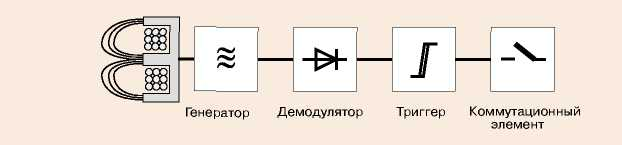 Генератор
Демодулятор
Триггер
Коммутационный
элемент